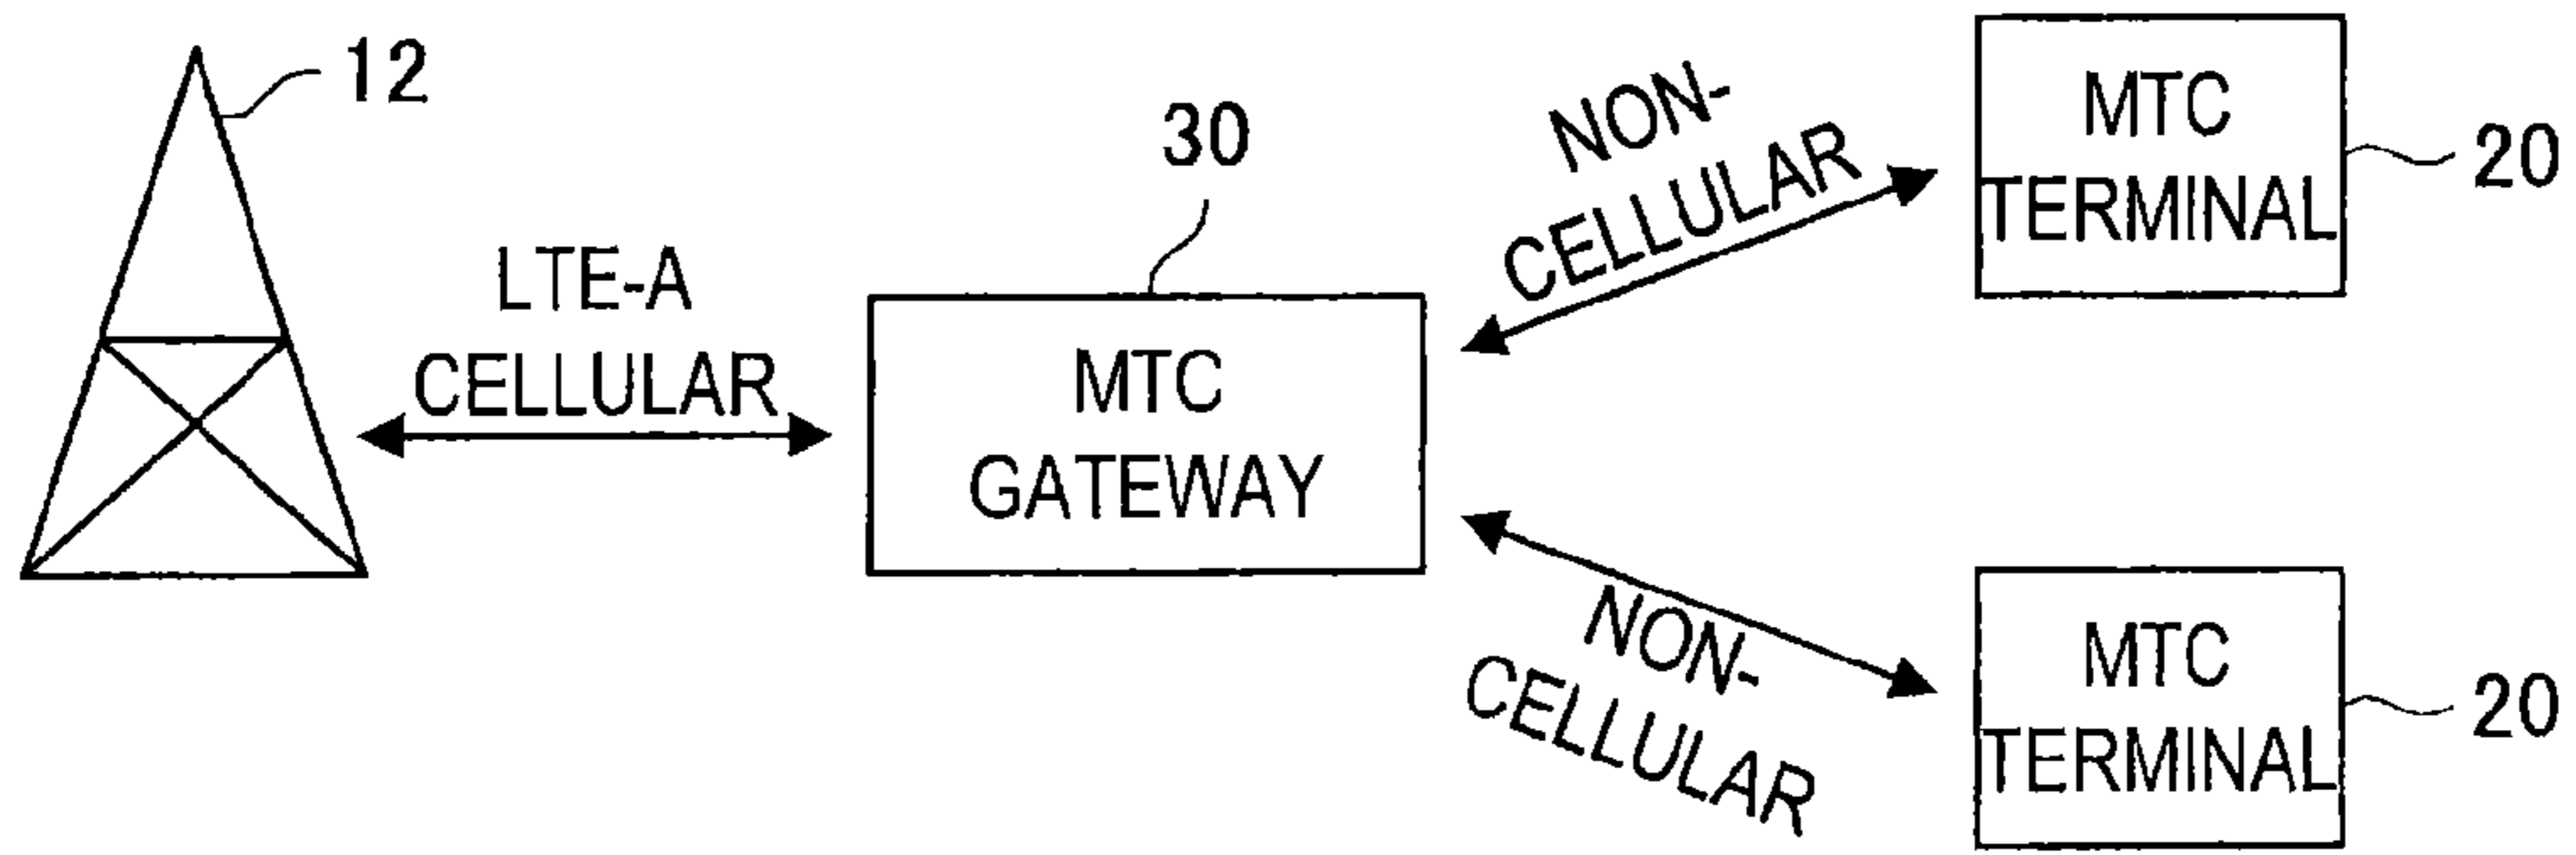 12
LTE-A
CELLULAR
30
MTC
GATEWAY
NON-
CELLULAR
MTC
TERMINAL
20
NON-
CELLULAR
MTC
TERMINAL
20